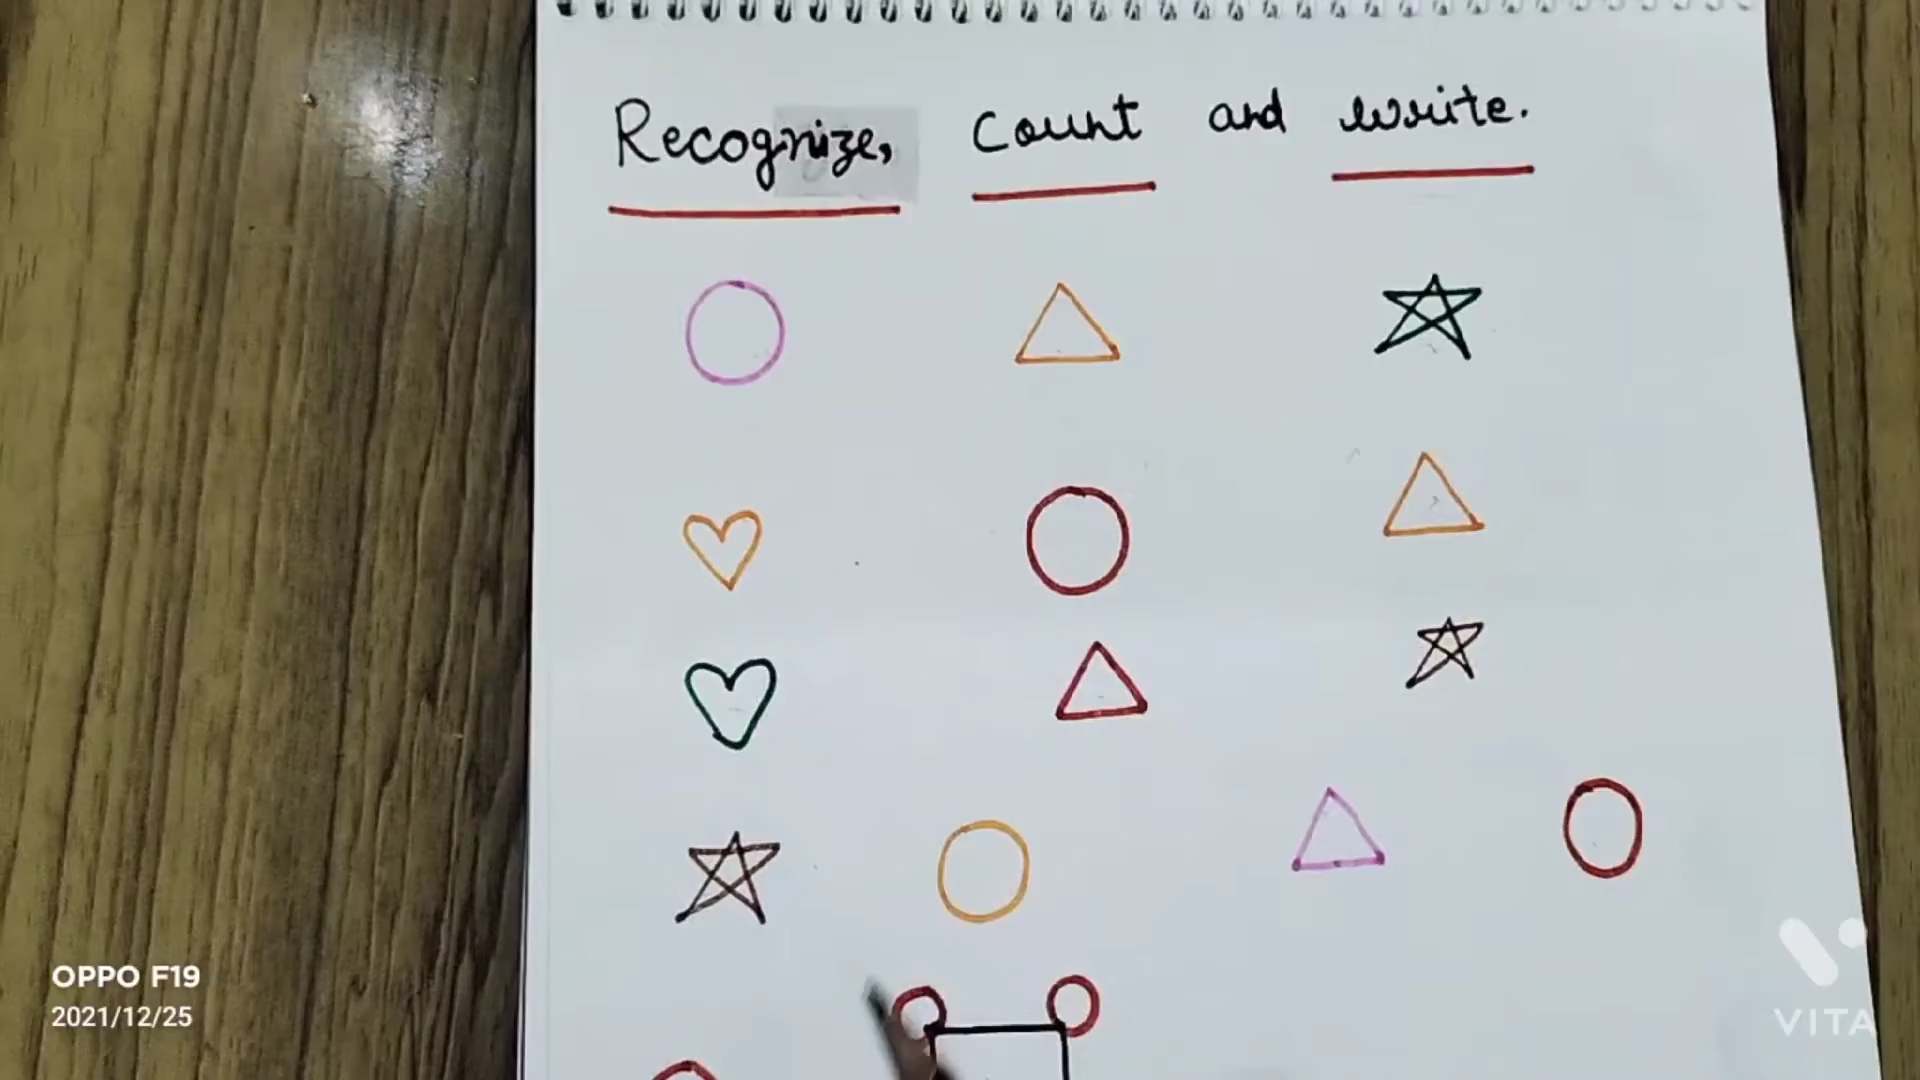 Recognize, Count and write.
OPPO F19
2021/12/25
VITA